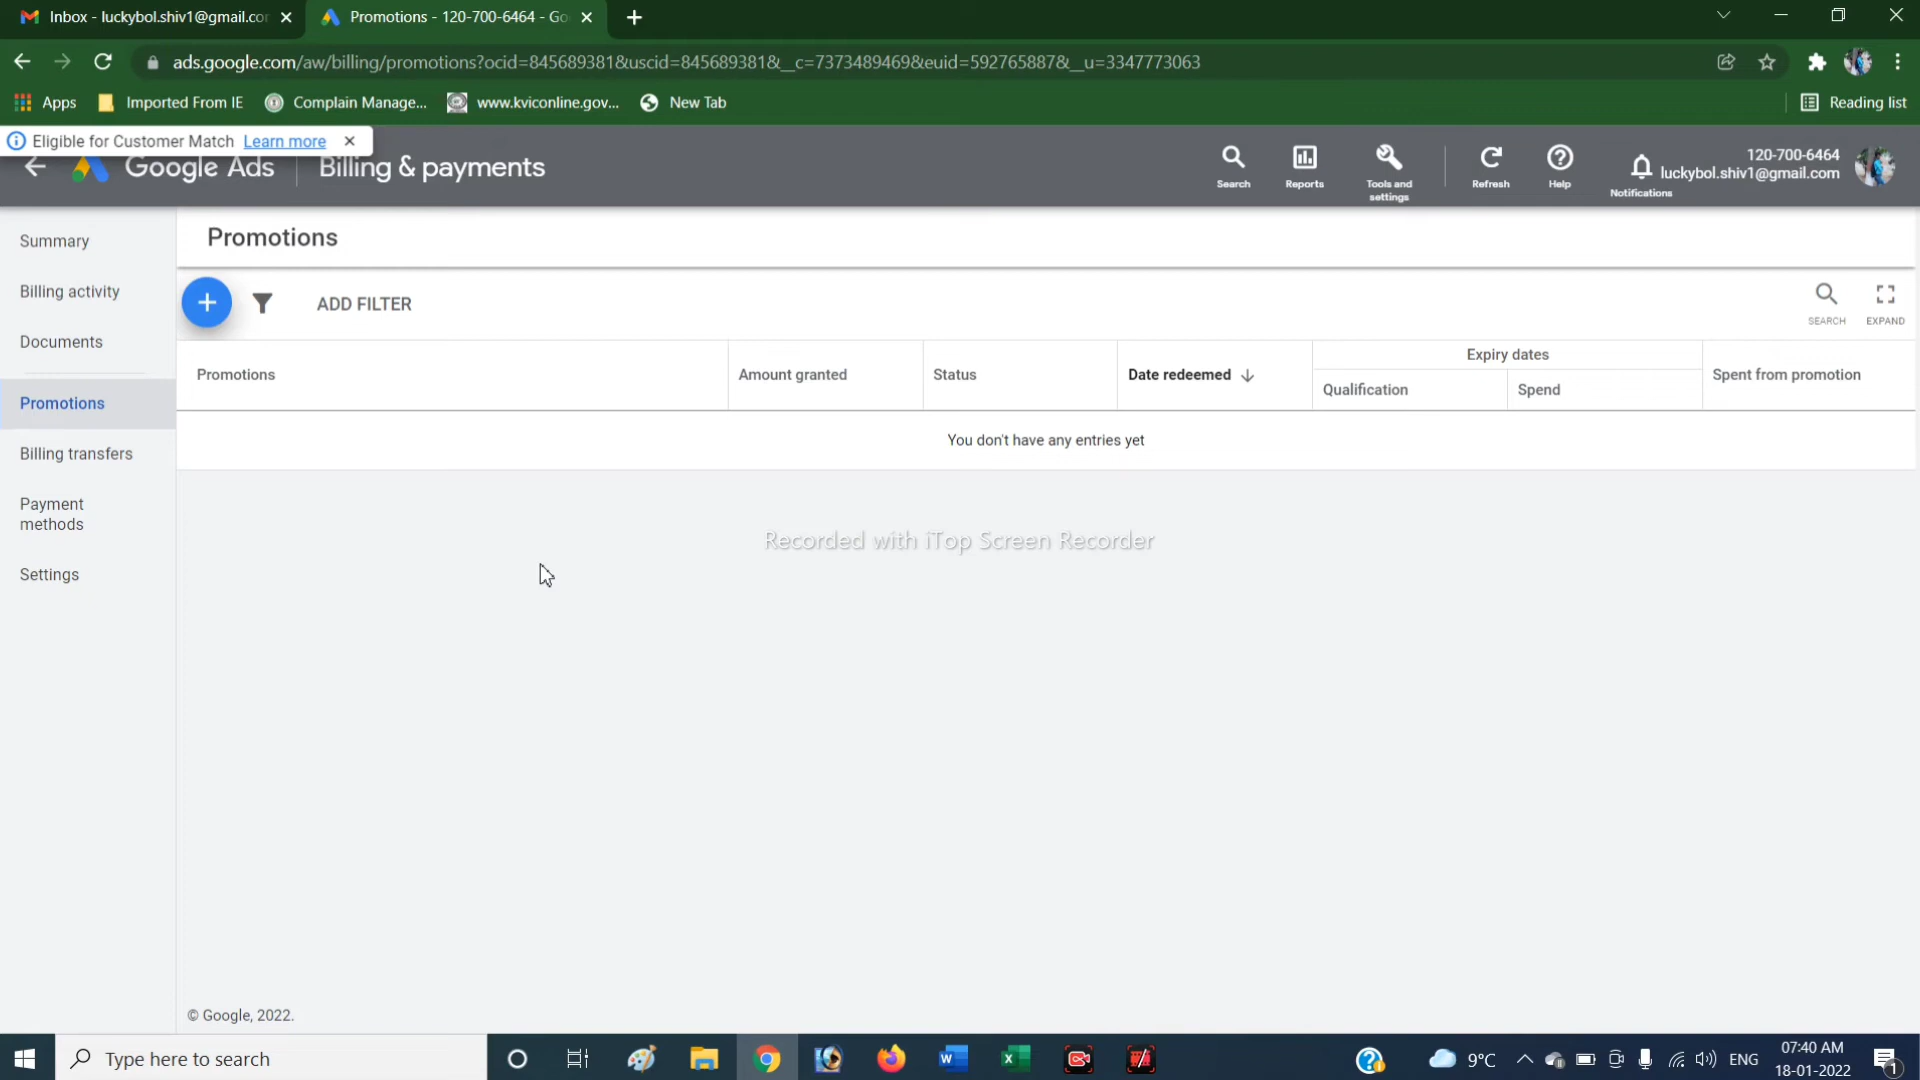 Inbox - luckybol.shiv1@gmail.co
Promotions - 120-700-6464 - Go
ads.google.com/aw/billing/promotions?ocid=845689381&uscid=845689381&__c=7373489469&euid=592765887&__u=3347773063
Apps
Imported From IE
Complain Manage...
www.kviconline.gov...
New Tab
Reading list
Eligible for Customer Match Learn more
Google Ads
Billing & payments
Search
Reports
Tools and settings
Refresh
Help
Notifications
120-700-6464
luckybol.shiv1@gmail.com
Summary
Billing activity
Documents
Promotions
Billing transfers
Payment
methods
Settings
Promotions
ADD FILTER
SEARCH
EXPAND
Promotions
Amount granted
Status
Date redeemed
Expiry dates
Qualification
Spend
Spent from promotion
You don't have any entries yet
Recorded with iTop Screen Recorder
© Google, 2022.
Type here to search
9°C
ENG
07:40 AM
18-01-2022
1